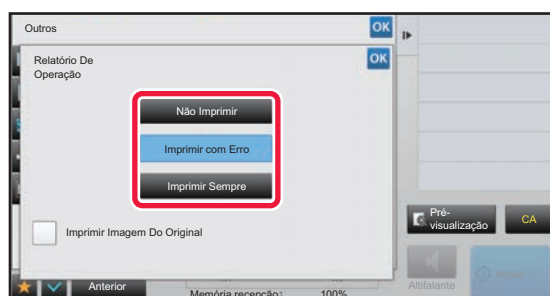 Outros
OK
Relatório De
Operação
OK
Não Imprimir
Imprimir com Erro
Imprimir Sempre
Imprimir Imagem Do Original
Pré-
visualização
CA
Anterior
Memória recepção:
100%
Altifalante
Iniciar